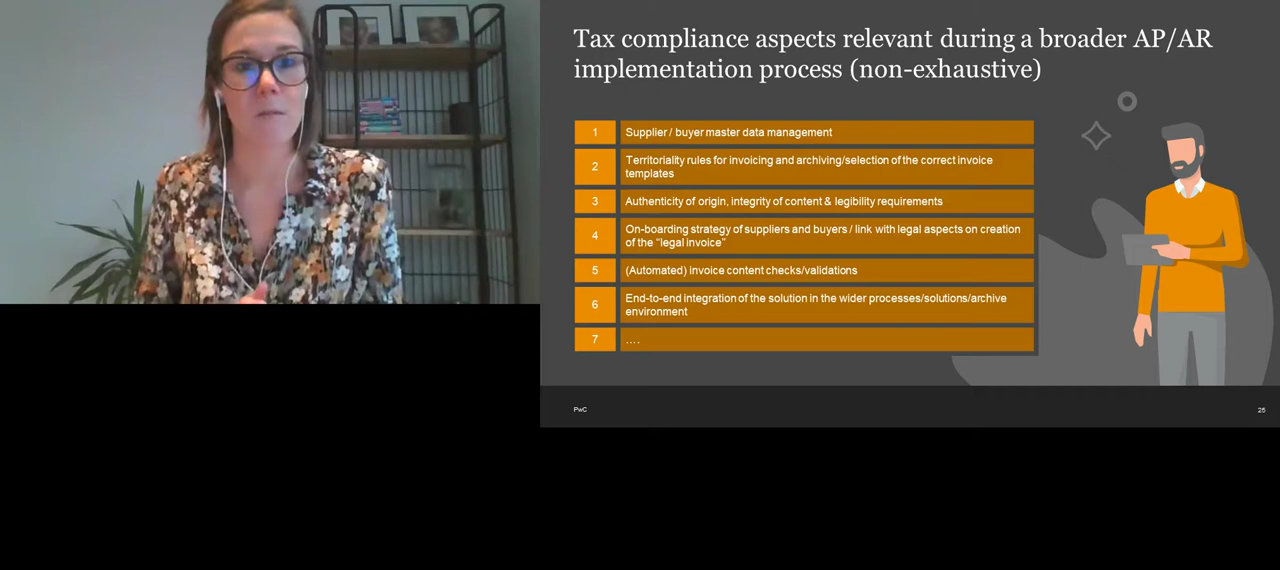 Tax compliance aspects relevant during a broader AP/AR
implementation process (non-exhaustive)
1
Supplier / buyer master data management
2
Territoriality rules for invoicing and archiving/selection of the correct invoice
templates
3
Authenticity of origin, integrity of content & legibility requirements
4
On-boarding strategy of suppliers and buyers / link with legal aspects on creation
of the "legal invoice"
5
(Automated) invoice content checks/validations
6
End-to-end integration of the solution in the wider processes/solutions/archive
environment
7
….
PwC
25